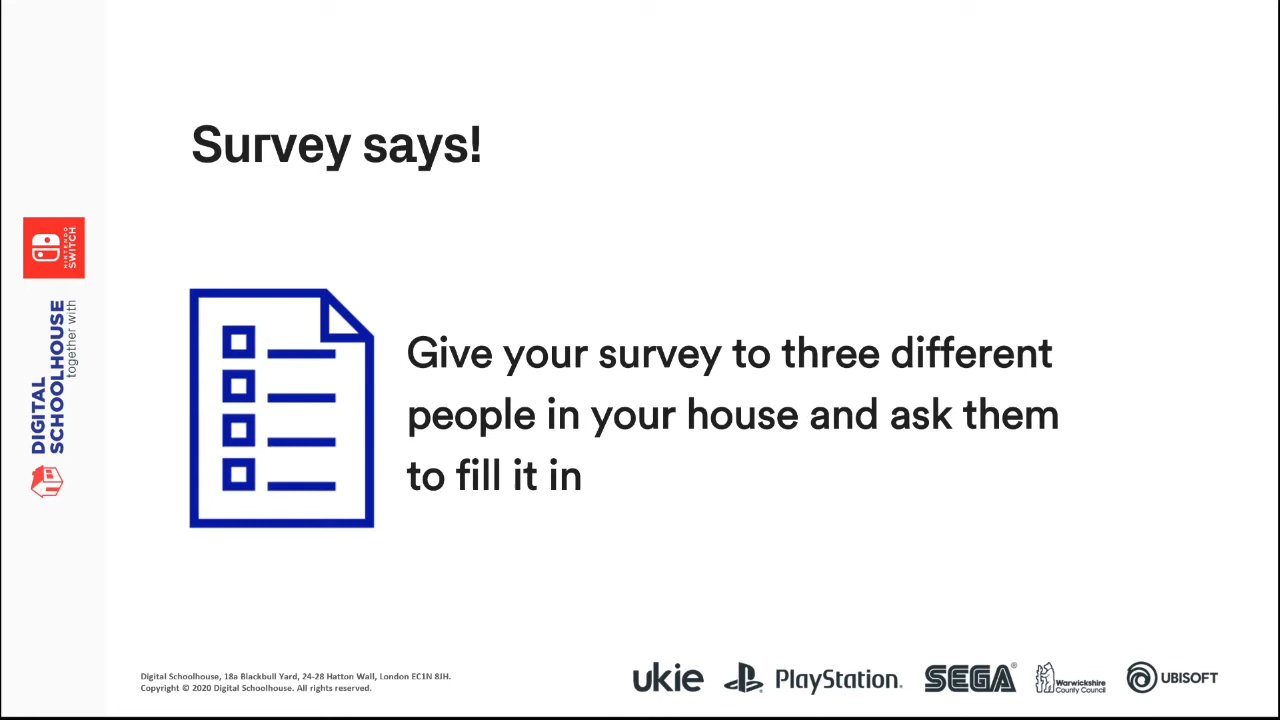 Survey says!
NINTENDO
SWITCH
DIGITAL
SCHOOLHOUSE
together with
Give your survey to three different
people in your house and ask them
to fill it in
Digital Schoolhouse, 18a Blackbull Yard, 24-28 Hatton Wall, London EC1N 8JH.
Copyright © 2020 Digital Schoolhouse. All rights reserved.
ukie
PlayStation.
SEGA®
Warwickshire
County Council
UBISOFT